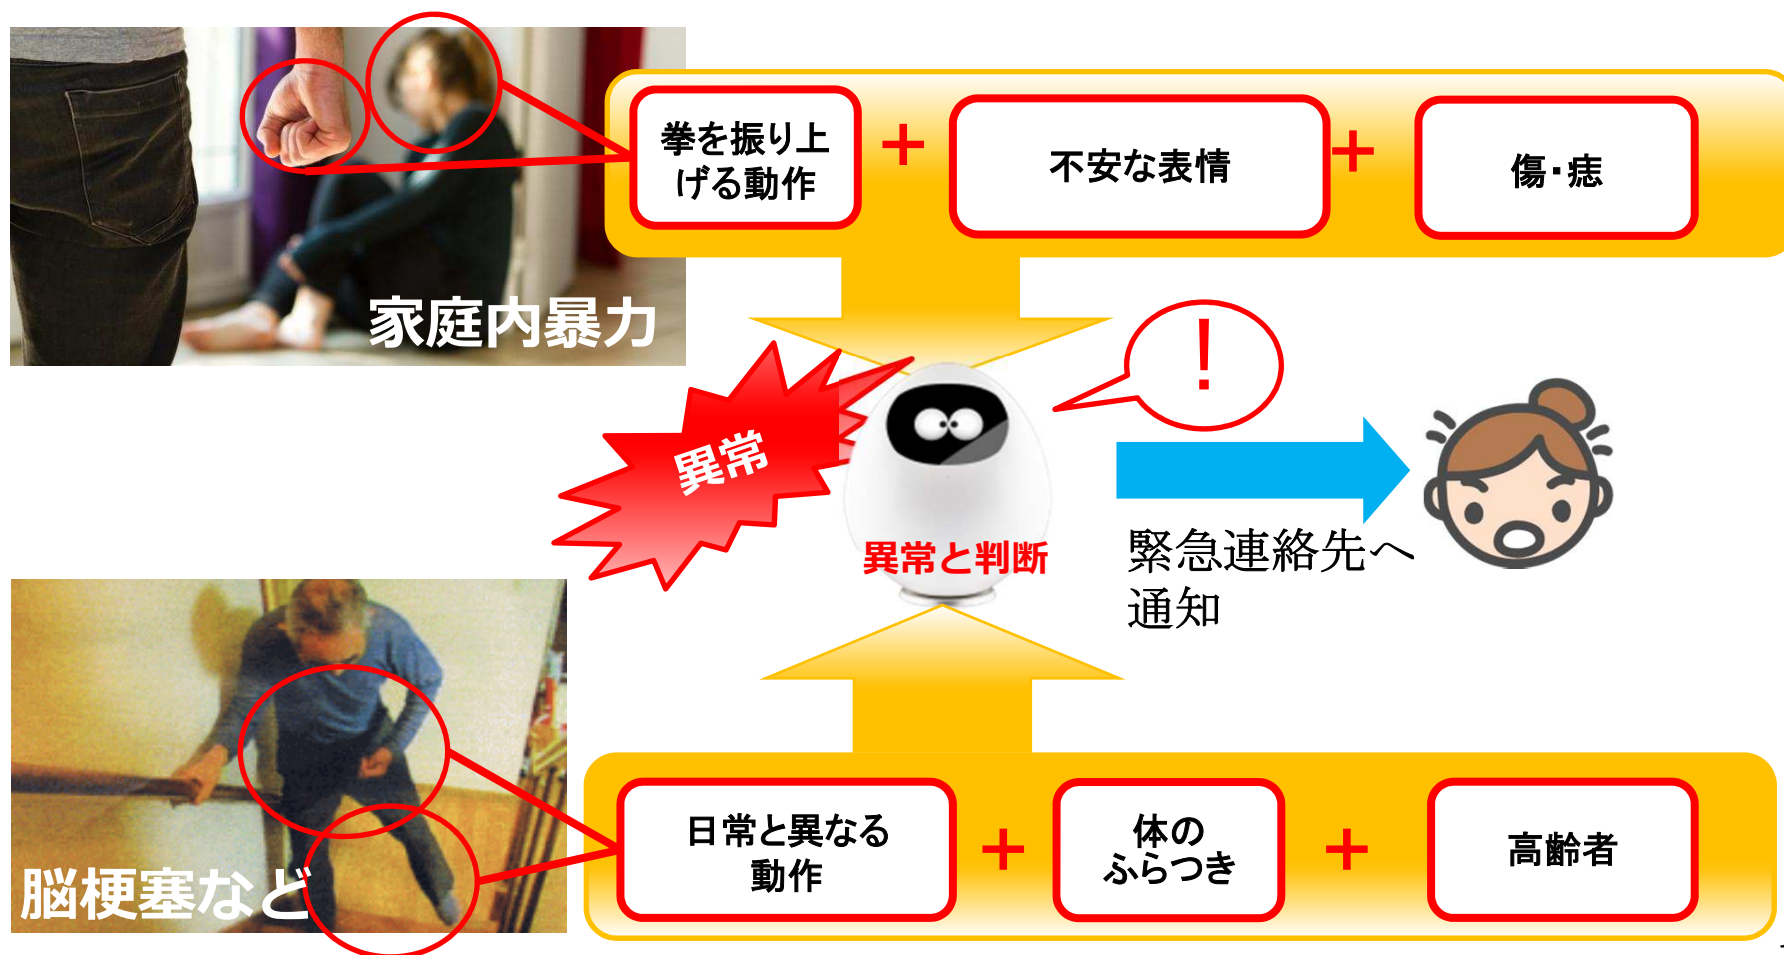 拳を振り上
げる動作
+
不安な表情
+
傷・痣
家庭内暴力
!
異常
異常と判断
緊急連絡先へ
通知
日常と異なる
動作
+
体の
ふらつき
+
高齢者
脳梗塞など